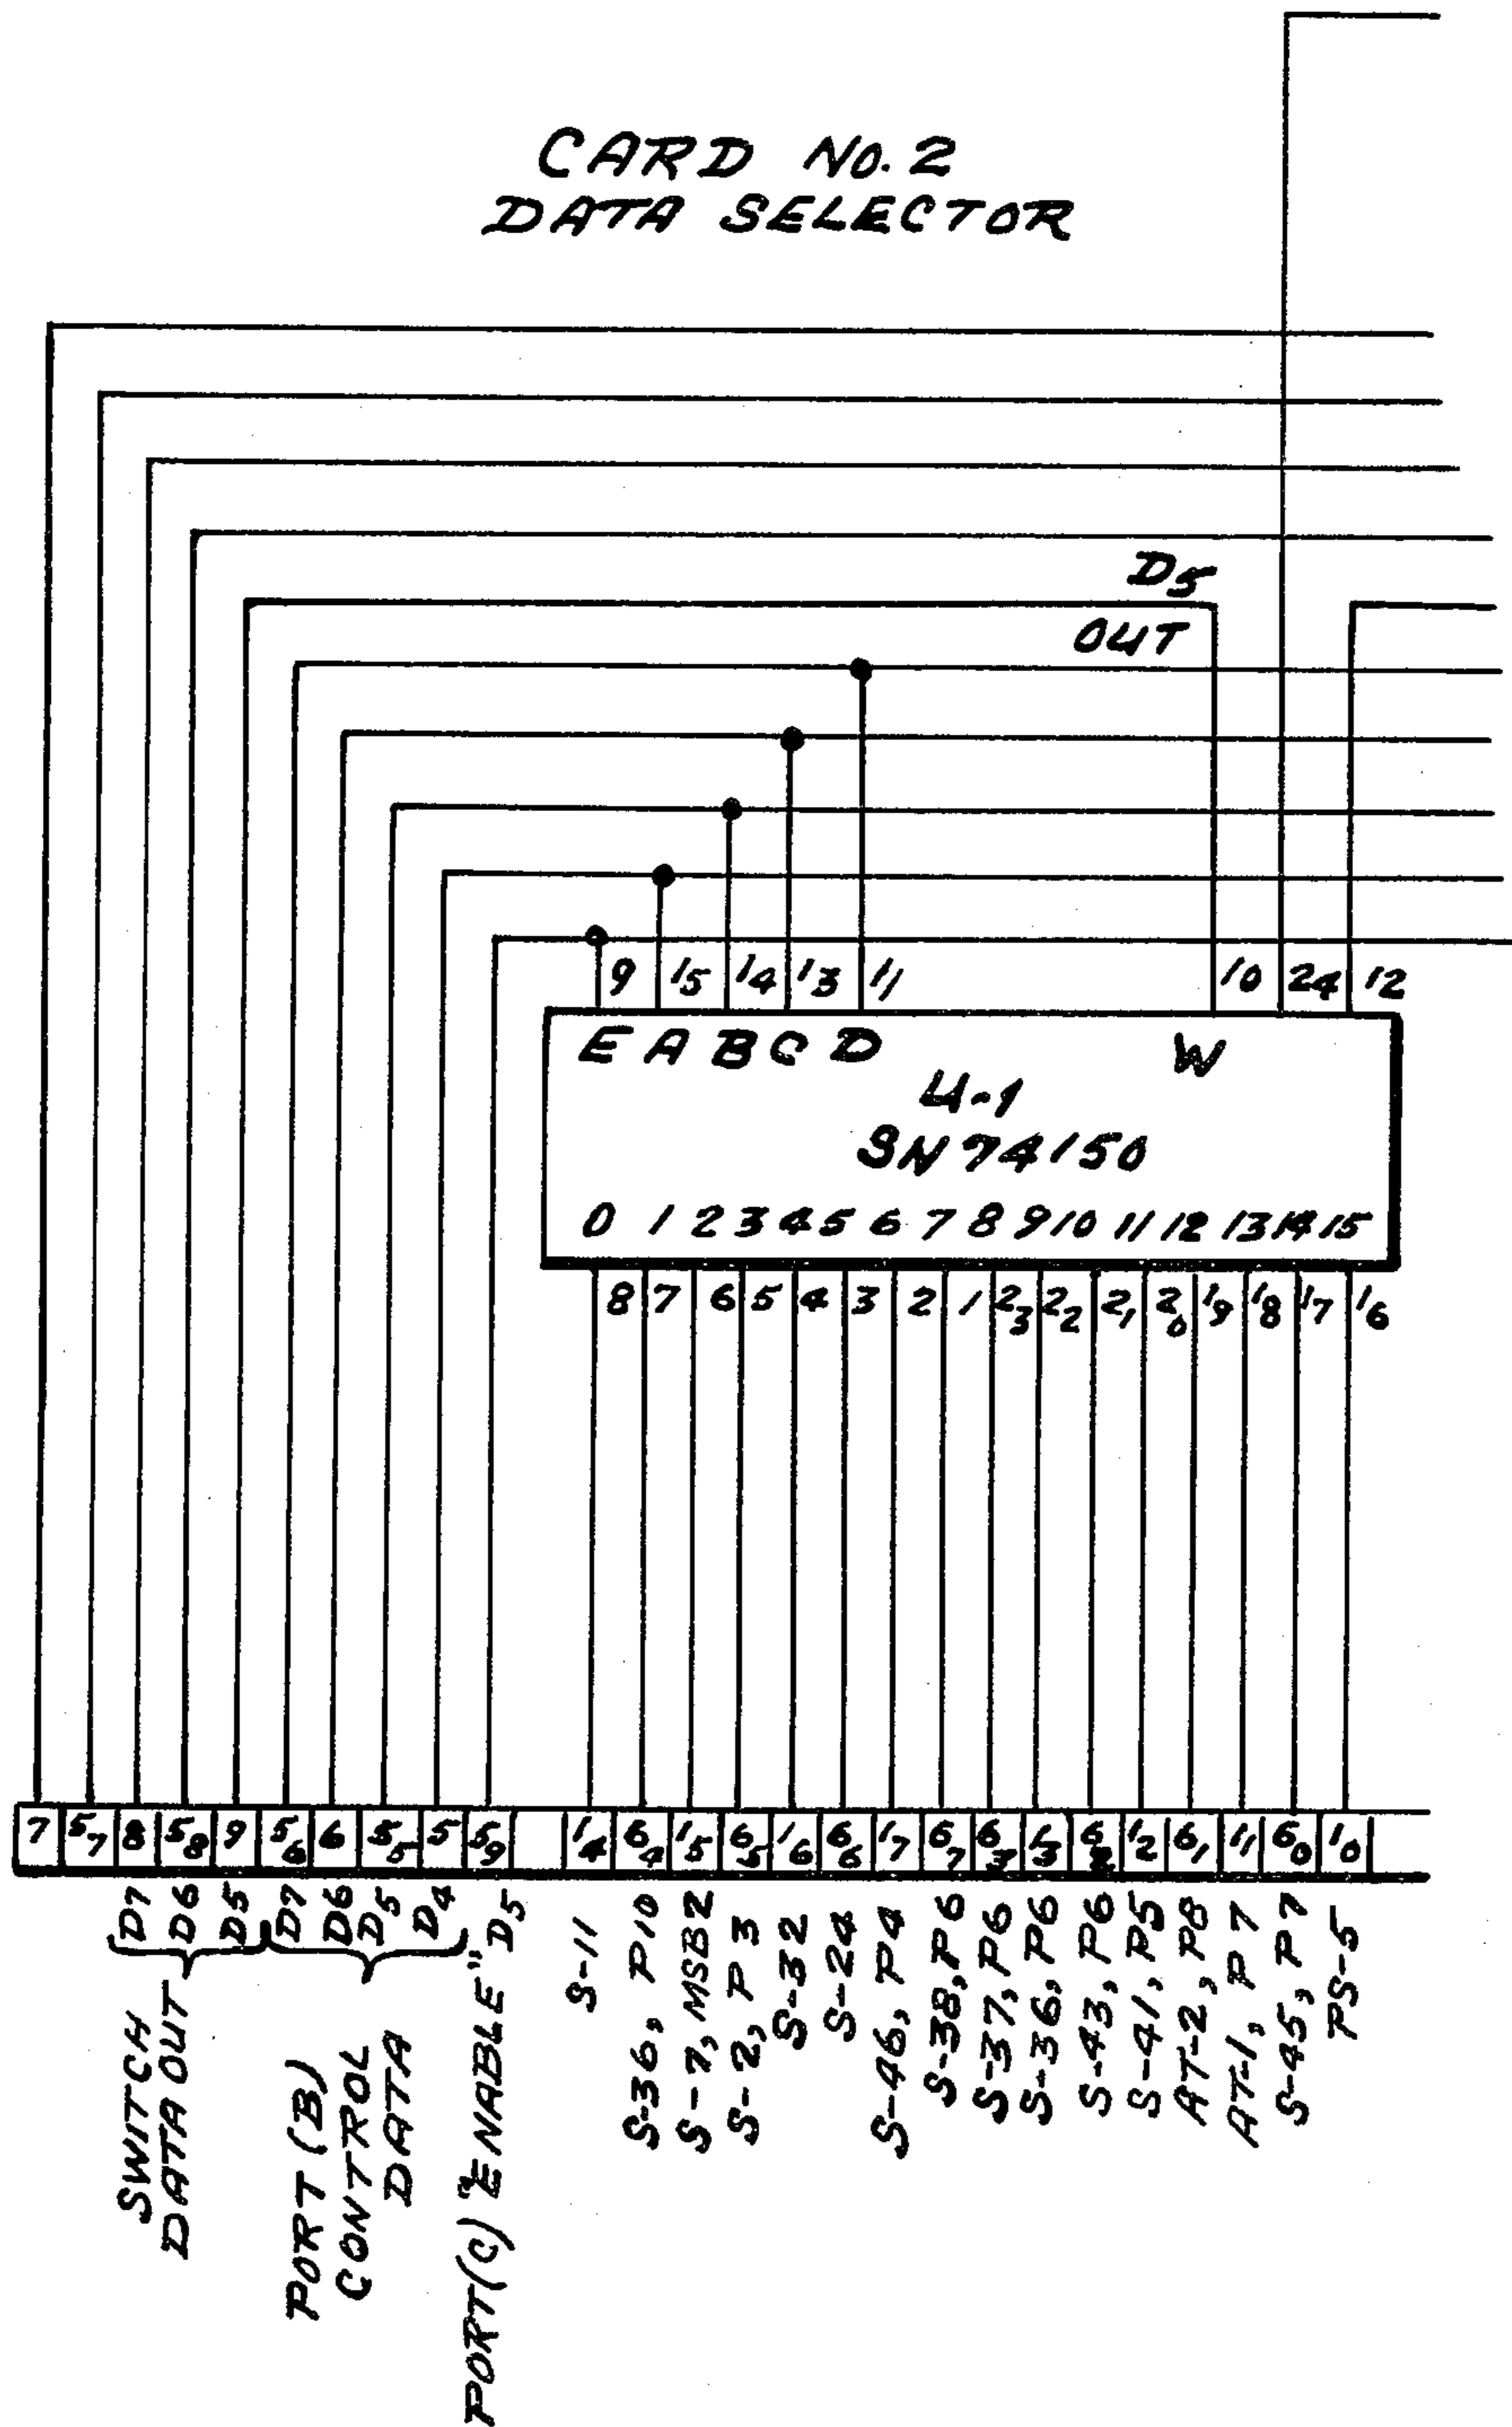 CARD NO. 2
DATA SELECTOR
D5
OUT
9 15 14 13 11 10 24 12
E A B C D W
U-1
SN 74150
0 1 2 3 4 5 6 7 8 9 10 11 12 13 14 15
8 7 6 5 4 3 2 1 23 22 21 20 19 18 17 16
7 57 8 58 9 56 6 55 5 59 14 64 15 65 16 66 17 67 63 13 62 12 61 11 60 10
D7
D6
D5
D7
D6
D5
D4
D5
SWITCH
DATA OUT
PORT (B)
CONTROL
DATA
PORT(C) "ENABLE"
S-11
S-36, P10
S-7, MSB2
S-2, P3
S-32
S-24
S-46, P4
S-38, P6
S-37, P6
S-36, P6
S-43, P6
S-41, P5
AT-2, P8
AT-1, P7
S-45, P7
PS-5